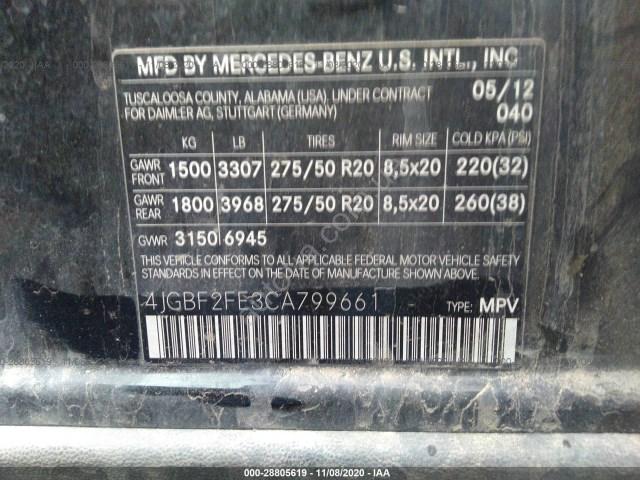 MFD BY MERCEDES-BENZ U.S. INTL., INC
TUSCALOOSA COUNTY, ALABAMA (USA), UNDER CONTRACT 05/12
FOR DAIMLER AG, STUTTGART (GERMANY) 040
KG LB TIRES RIM SIZE COLD KPA (PSI)
GAWR FRONT 1500 3307 275/50 R20 8,5x20 220(32)
GAWR REAR 1800 3968 275/50 R20 8,5x20 260(38)
GVWR 3150 6945
THIS VEHICLE CONFORMS TO ALL APPLICABLE FEDERAL MOTOR VEHICLE SAFETY
STANDARDS IN EFFECT ON THE DATE OF MANUFACTURE SHOWN ABOVE.
4JGBF2FE3CA799661 TYPE: MPV
000-28805619 - 11/08/2020 - IAA